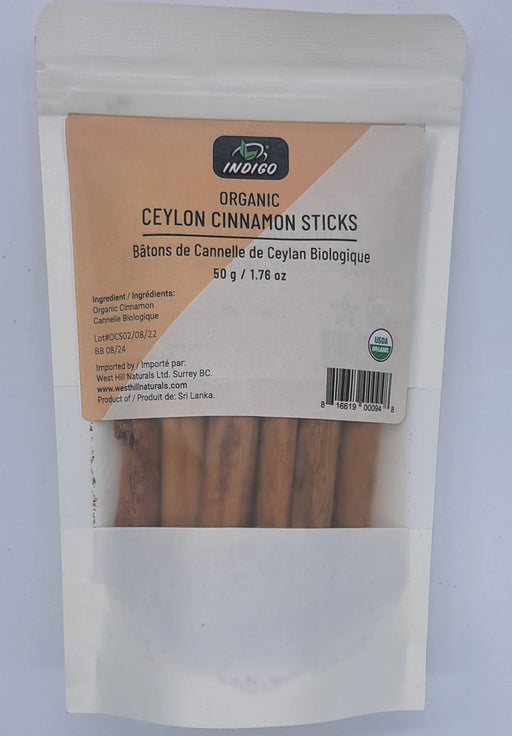 INDIGO
ORGANIC
CEYLON CINNAMON STICKS
Bâtons de Cannelle de Ceylan Biologique
50 g / 1.76 oz
Ingredient / Ingrédients:
Organic Cinnamon
Cannelle Biologique
Lot#OCS02/08/22
BB 08/24
Imported by / Importé par:
West Hill Naturals Ltd. Surrey BC.
www.westhillnaturals.com
Product of / Produit de: Sri Lanka.
USDA
ORGANIC
8 16619 00094 8